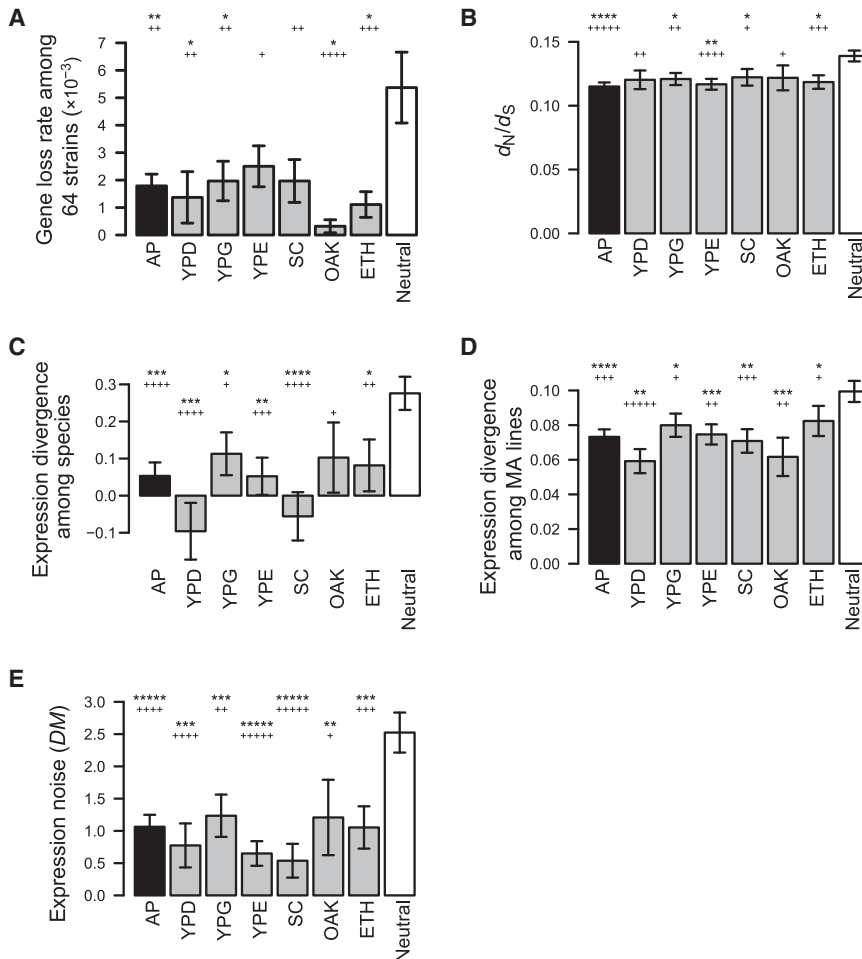 A
** * * * *
++ ++ ++ + ++ ++++ +++
Gene loss rate among
64 strains (×10⁻³)
7
6
5
4
3
2
1
0
AP YPD YPG YPE SC OAK ETH Neutral
B
**** * ** * *
+++++ ++ ++ ++++ + + +++
dN/dS
0.15
0.10
0.05
0.00
AP YPD YPG YPE SC OAK ETH Neutral
C
*** *** * ** **** *
++++ ++++ + +++ ++++ + ++
Expression divergence
among species
0.3
0.2
0.1
0.0
−0.1
AP YPD YPG YPE SC OAK ETH Neutral
D
**** ** * *** ** *** *
+++ +++++ + ++ +++ ++ +
Expression divergence
among MA lines
0.10
0.08
0.06
0.04
0.02
0.00
AP YPD YPG YPE SC OAK ETH Neutral
E
***** *** *** ***** ***** ** ***
++++ ++++ ++ +++++ +++++ + +++
Expression noise (DM)
3.0
2.5
2.0
1.5
1.0
0.5
0.0
AP YPD YPG YPE SC OAK ETH Neutral